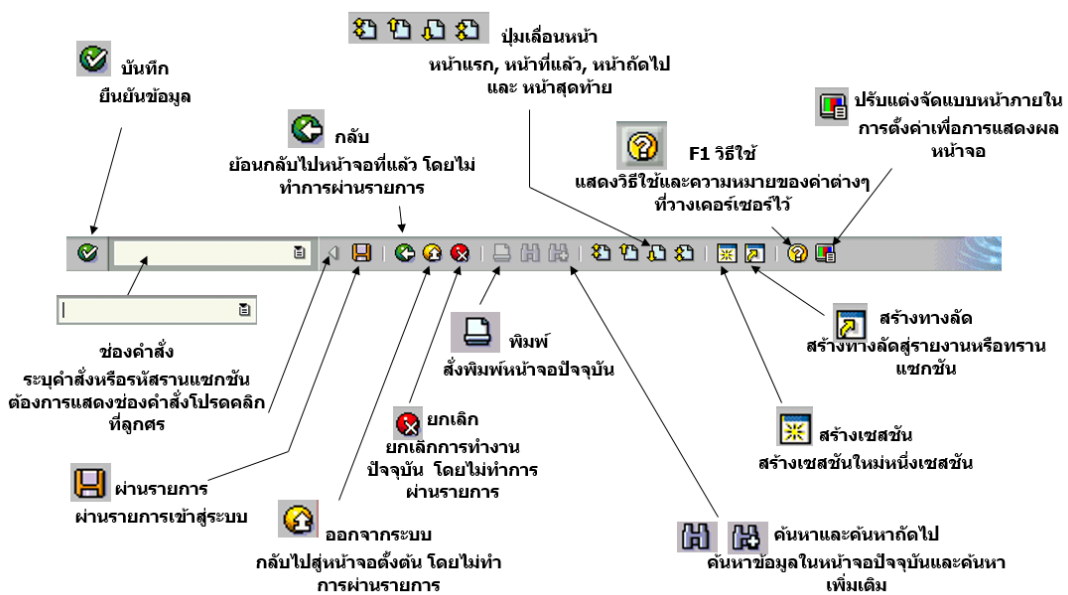 ปุ่มเลื่อนหน้า
หน้าแรก, หน้าที่แล้ว, หน้าถัดไป
และ หน้าสุดท้าย
บันทึก
ยืนยันข้อมูล
กลับ
ย้อนกลับไปหน้าจอที่แล้ว โดยไม่
ทำการผ่านรายการ
F1 วิธีใช้
แสดงวิธีใช้และความหมายของค่าต่างๆ
ที่วางเคอร์เซอร์ไว้
ปรับแต่งจัดแบบหน้าภายใน
การตั้งค่าเพื่อการแสดงผล
หน้าจอ
ช่องคำสั่ง
ระบุคำสั่งหรือรหัสรานแซกชัน
ต้องการแสดงช่องคำสั่งโปรดคลิก
ที่ลูกศร
พิมพ์
สั่งพิมพ์หน้าจอปัจจุบัน
สร้างทางลัด
สร้างทางลัดสู่รายงานหรือทราน
แซกชัน
ยกเลิก
ยกเลิกการทำงาน
ปัจจุบัน โดยไม่ทำการ
ผ่านรายการ
สร้างเซสชัน
สร้างเซสชันใหม่หนึ่งเซสชัน
ผ่านรายการ
ผ่านรายการเข้าสู่ระบบ
ออกจากระบบ
กลับไปสู่หน้าจอตั้งต้น โดยไม่ทำ
การผ่านรายการ
ค้นหาและค้นหาถัดไป
ค้นหาข้อมูลในหน้าจอปัจจุบันและค้นหา
เพิ่มเติม